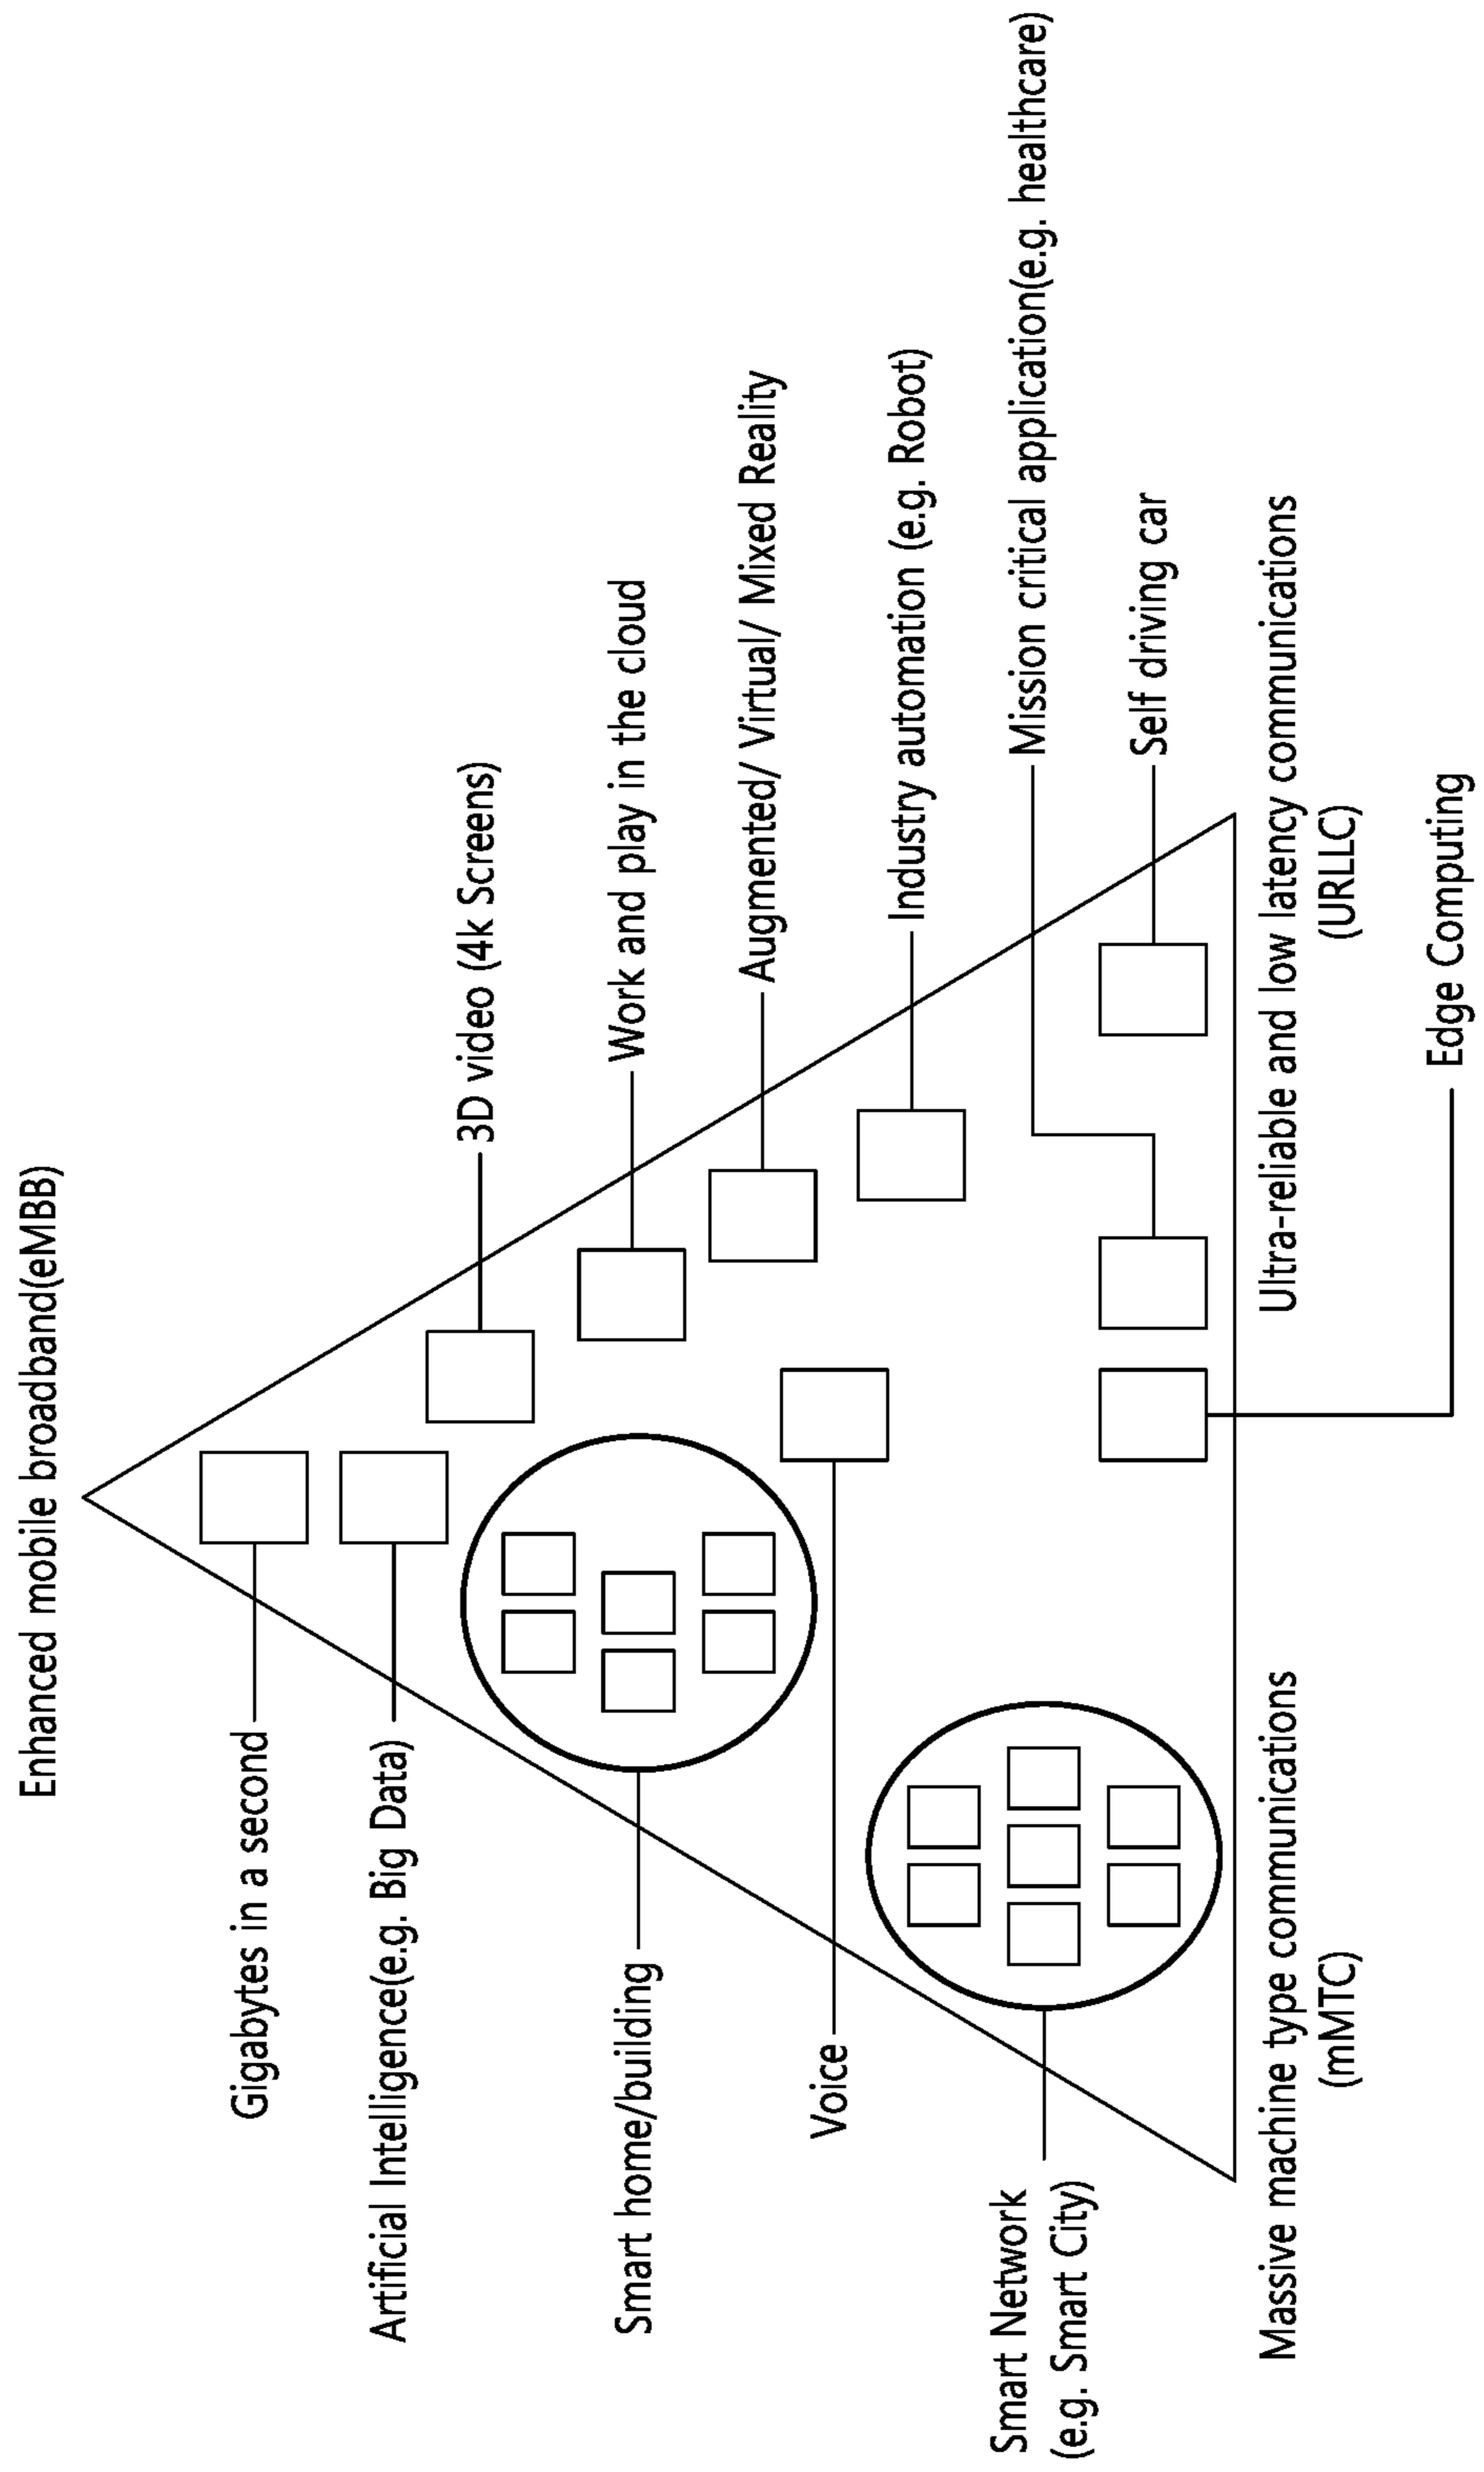 Enhanced mobile broadband(eMBB)
Gigabytes in a second
Artificial Intelligence(e.g. Big Data)
3D video (4k Screens)
Smart home/building
Work and play in the cloud
Augmented/ Virtual/ Mixed Reality
Voice
Industry automation (e.g. Robot)
Smart Network
(e.g. Smart City)
Mission critical application(e.g. healthcare)
Self driving car
Massive machine type communications
(mMTC)
Ultra-reliable and low latency communications
(URLLC)
Edge Computing